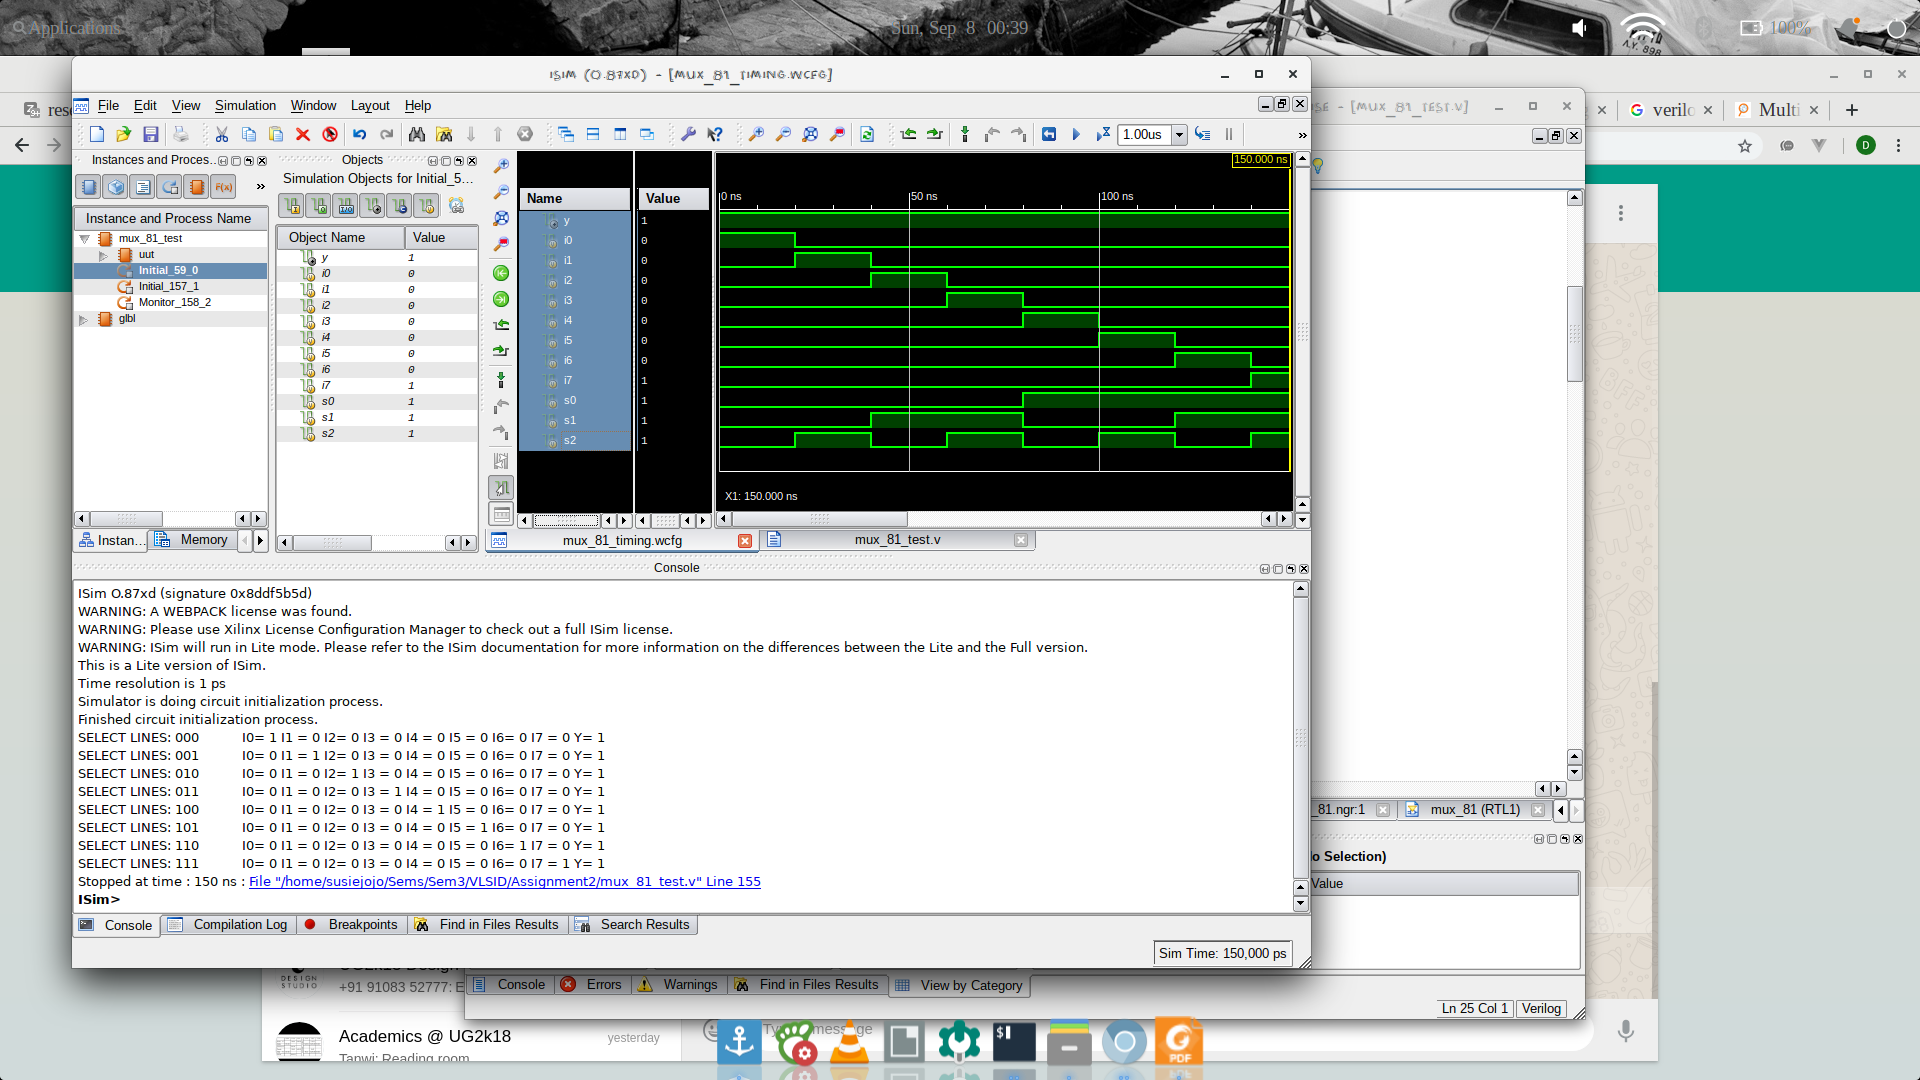 Applications
Sun, Sep 8 00:39
100%
ISIM (O.87XD) - [MUX_81_TIMING.WCFG]
File Edit View Simulation Window Layout Help
1.00us
Instances and Proces..
Instance and Process Name
mux_81_test
uut
Initial_59_0
Initial_157_1
Monitor_158_2
glbl
Instan...
Memory
Objects
Simulation Objects for Initial_5...
Object Name Value
y 1
i0 0
i1 0
i2 0
i3 0
i4 0
i5 0
i6 0
i7 1
s0 1
s1 1
s2 1
Name Value
y 1
i0 0
i1 0
i2 0
i3 0
i4 0
i5 0
i6 0
i7 1
s0 1
s1 1
s2 1
150.000 ns
0 ns 50 ns 100 ns
X1: 150.000 ns
mux_81_timing.wcfg
mux_81_test.v
Console
ISim O.87xd (signature 0x8ddf5b5d)
WARNING: A WEBPACK license was found.
WARNING: Please use Xilinx License Configuration Manager to check out a full ISim license.
WARNING: ISim will run in Lite mode. Please refer to the ISim documentation for more information on the differences between the Lite and the Full version.
This is a Lite version of ISim.
Time resolution is 1 ps
Simulator is doing circuit initialization process.
Finished circuit initialization process.
SELECT LINES: 000 I0= 1 I1 = 0 I2= 0 I3 = 0 I4 = 0 I5 = 0 I6= 0 I7 = 0 Y= 1
SELECT LINES: 001 I0= 0 I1 = 1 I2= 0 I3 = 0 I4 = 0 I5 = 0 I6= 0 I7 = 0 Y= 1
SELECT LINES: 010 I0= 0 I1 = 0 I2= 1 I3 = 0 I4 = 0 I5 = 0 I6= 0 I7 = 0 Y= 1
SELECT LINES: 011 I0= 0 I1 = 0 I2= 0 I3 = 1 I4 = 0 I5 = 0 I6= 0 I7 = 0 Y= 1
SELECT LINES: 100 I0= 0 I1 = 0 I2= 0 I3 = 0 I4 = 1 I5 = 0 I6= 0 I7 = 0 Y= 1
SELECT LINES: 101 I0= 0 I1 = 0 I2= 0 I3 = 0 I4 = 0 I5 = 1 I6= 0 I7 = 0 Y= 1
SELECT LINES: 110 I0= 0 I1 = 0 I2= 0 I3 = 0 I4 = 0 I5 = 0 I6= 1 I7 = 0 Y= 1
SELECT LINES: 111 I0= 0 I1 = 0 I2= 0 I3 = 0 I4 = 0 I5 = 0 I6= 0 I7 = 1 Y= 1
Stopped at time : 150 ns : File "/home/susiejojo/Sems/Sem3/VLSID/Assignment2/mux_81_test.v" Line 155
ISim>
Console Compilation Log Breakpoints Find in Files Results Search Results
Sim Time: 150,000 ps
- [MUX_81_TEST.V]
verilo
Multi
D
_81.ngr:1
mux_81 (RTL1)
o Selection)
Value
Console Errors Warnings Find in Files Results View by Category
Ln 25 Col 1 Verilog
DESIGN
STUDIO
+91 91083 52777: E
Academics @ UG2k18
yesterday
Tanwi: Reading room
message
$
PDF